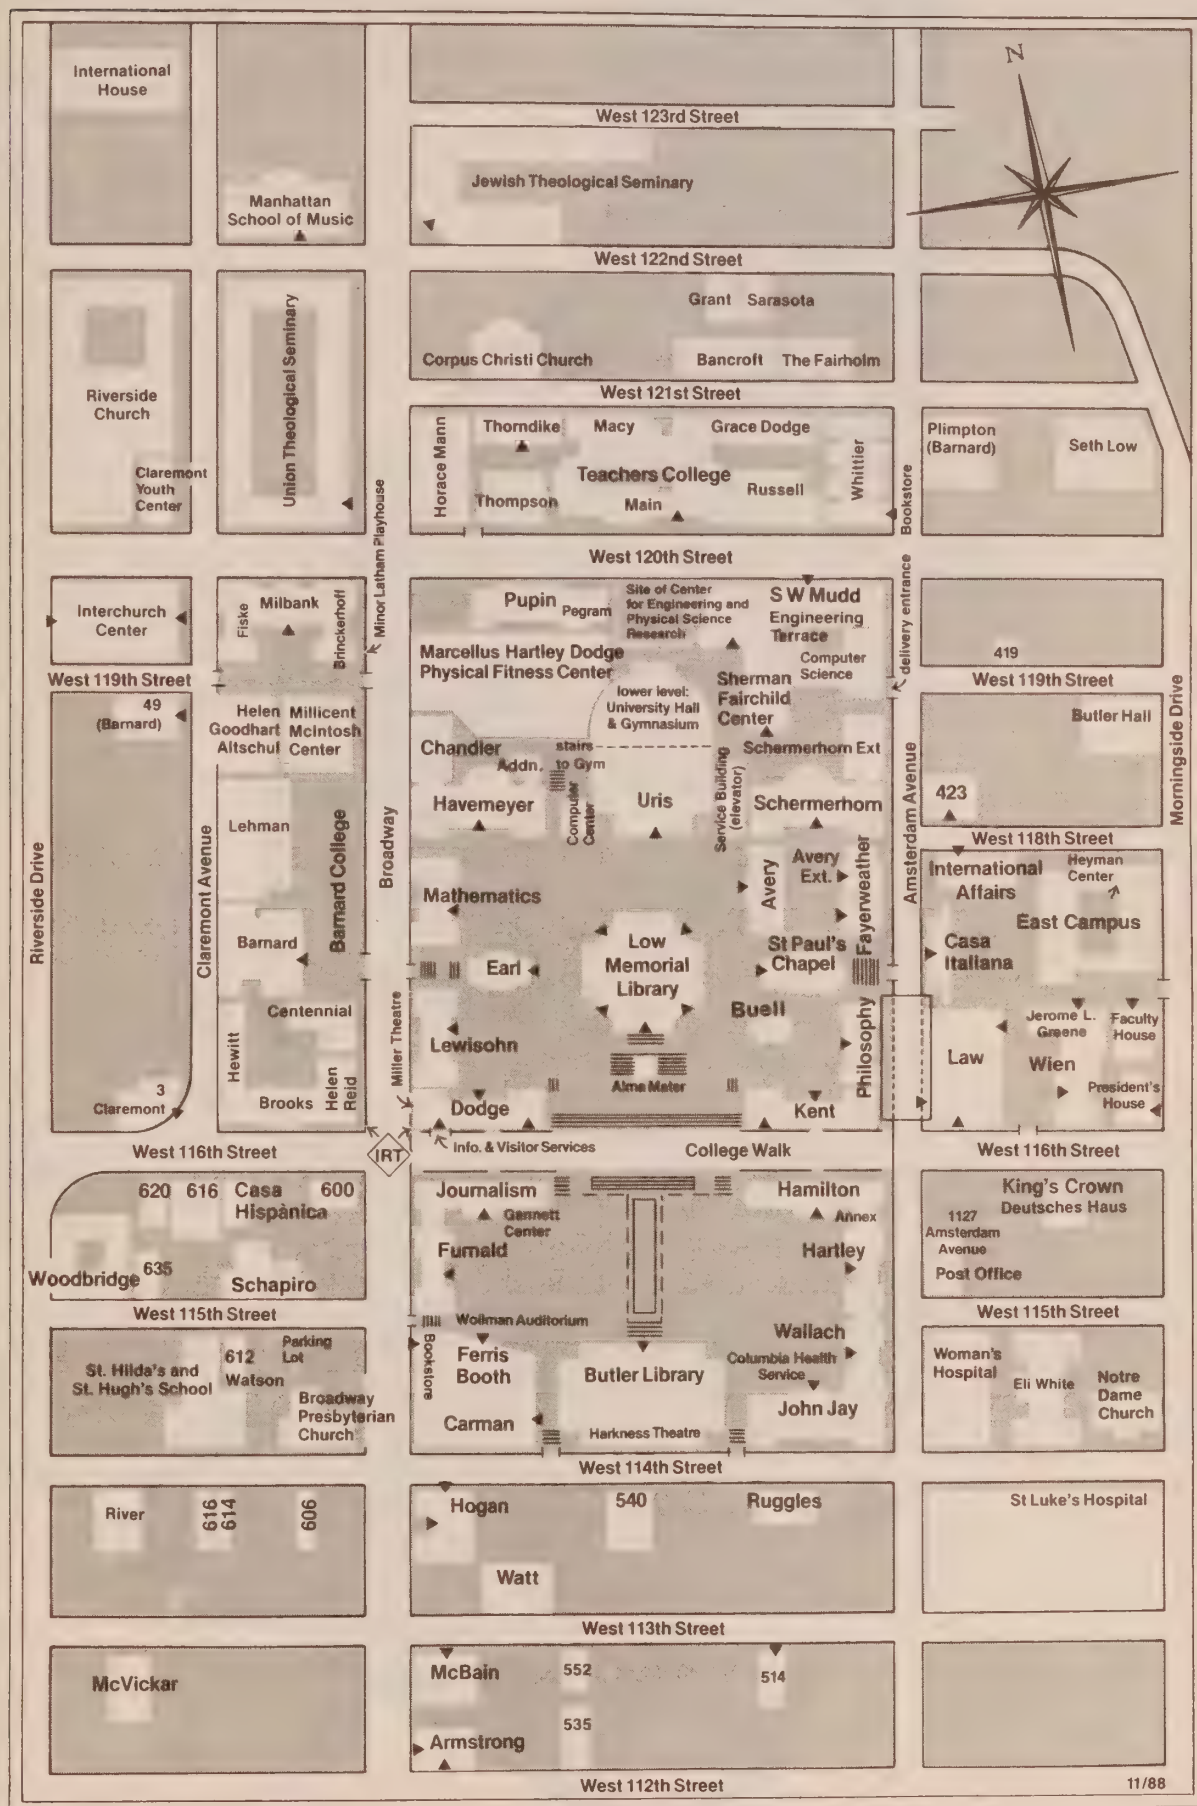 N
International
House
West 123rd Street
Manhattan
School of Music
Jewish Theological Seminary
West 122nd Street
Riverside
Church
Claremont
Youth
Center
Union Theological Seminary
Grant Sarasota
Corpus Christi Church
Bancroft The Fairholm
West 121st Street
Minor Latham Playhouse
Horace Mann
Thorndike
Macy
Grace Dodge
Teachers College
Thompson
Main
Russell
Whittier
Bookstore
Plimpton
(Barnard)
Seth Low
West 120th Street
Interchurch
Center
Fiske
Milbank
Brinckerhoff
Pupin
Pegram
Site of Center
for Engineering and
Physical Science
Research
S W Mudd
Engineering
Terrace
Computer
Science
delivery entrance
419
West 119th Street
Marcellus Hartley Dodge
Physical Fitness Center
lower level:
University Hall
& Gymnasium
Sherman
Fairchild
Center
West 119th Street
49
(Barnard)
Helen
Goodhart
Altschul
Millicent
McIntosh
Center
Chandler
Addn.
stairs
to Gym
Computer
Center
Service Building
(elevator)
Schermerhorn Ext
Butler Hall
Morningside Drive
Lehman
Barnard College
Broadway
Havemeyer
Uris
Schermerhorn
Amsterdam Avenue
423
West 118th Street
Riverside Drive
Claremont Avenue
Mathematics
Avery
Avery
Ext.
Fayerweather
International
Affairs
Heyman
Center
East Campus
Casa
Italiana
Barnard
Earl
Low
Memorial
Library
St Paul's
Chapel
Hewitt
Centennial
Miller Theatre
Lewisohn
Buell
Philosophy
Law
Jerome L.
Greene
Faculty
House
Wien
President's
House
3
Claremont
Brooks
Helen
Reid
Dodge
Alma Mater
Kent
West 116th Street
IRT
Info. & Visitor Services
College Walk
West 116th Street
620
616
Casa
Hispànica
600
Journalism
Gannett
Center
Hamilton
Annex
King's Crown
Deutsches Haus
1127
Amsterdam
Avenue
Post Office
Woodbridge
635
Schapiro
Furnald
Hartley
West 115th Street
Wollman Auditorium
West 115th Street
St. Hilda's and
St. Hugh's School
612
Watson
Parking
Lot
Broadway
Presbyterian
Church
Bookstore
Ferris
Booth
Carman
Butler Library
Harkness Theatre
Wallach
Columbia Health
Service
John Jay
Woman's
Hospital
Eli White
Notre
Dame
Church
West 114th Street
River
616
614
606
Hogan
540
Ruggles
Watt
St Luke's Hospital
West 113th Street
McVickar
McBain
552
514
535
Armstrong
West 112th Street
11/88